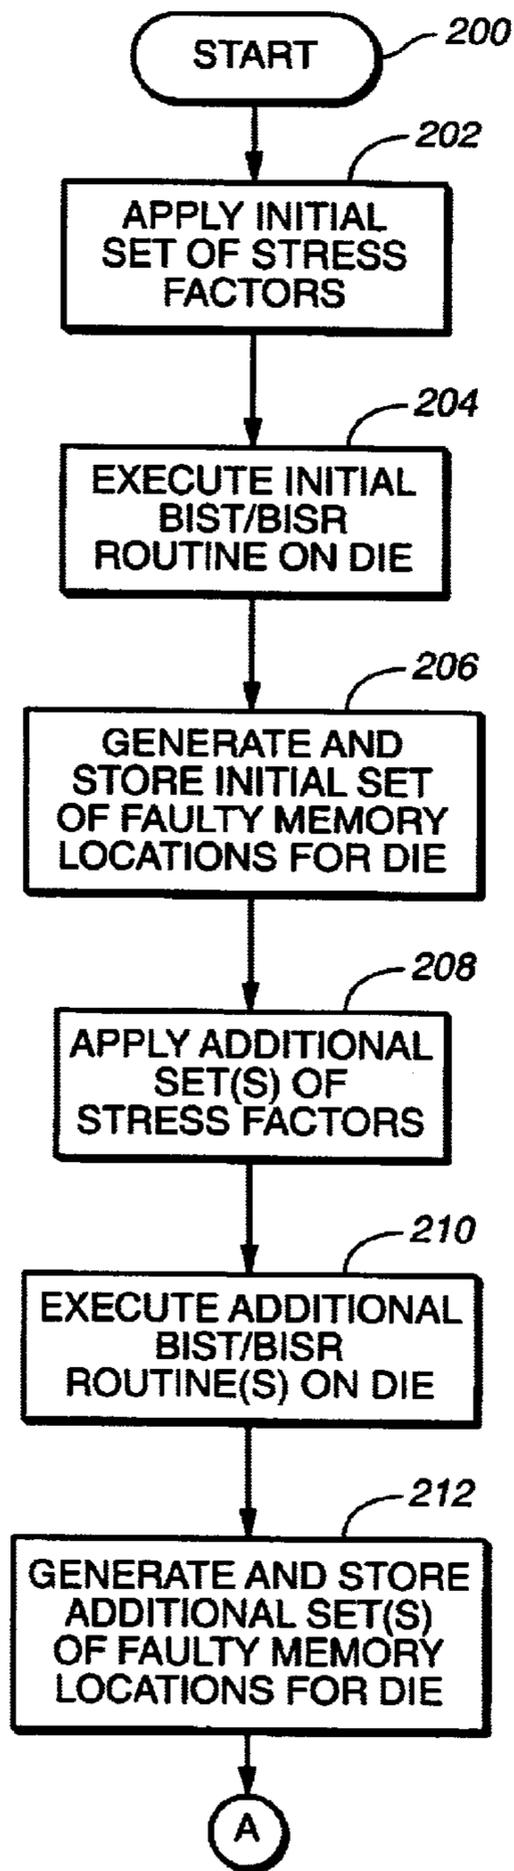 200
START
202
APPLY INITIAL
SET OF STRESS
FACTORS
204
EXECUTE INITIAL
BIST/BISR
ROUTINE ON DIE
206
GENERATE AND
STORE INITIAL SET
OF FAULTY MEMORY
LOCATIONS FOR DIE
208
APPLY ADDITIONAL
SET(S) OF
STRESS FACTORS
210
EXECUTE ADDITIONAL
BIST/BISR
ROUTINE(S) ON DIE
212
GENERATE AND STORE
ADDITIONAL SET(S)
OF FAULTY MEMORY
LOCATIONS FOR DIE
A